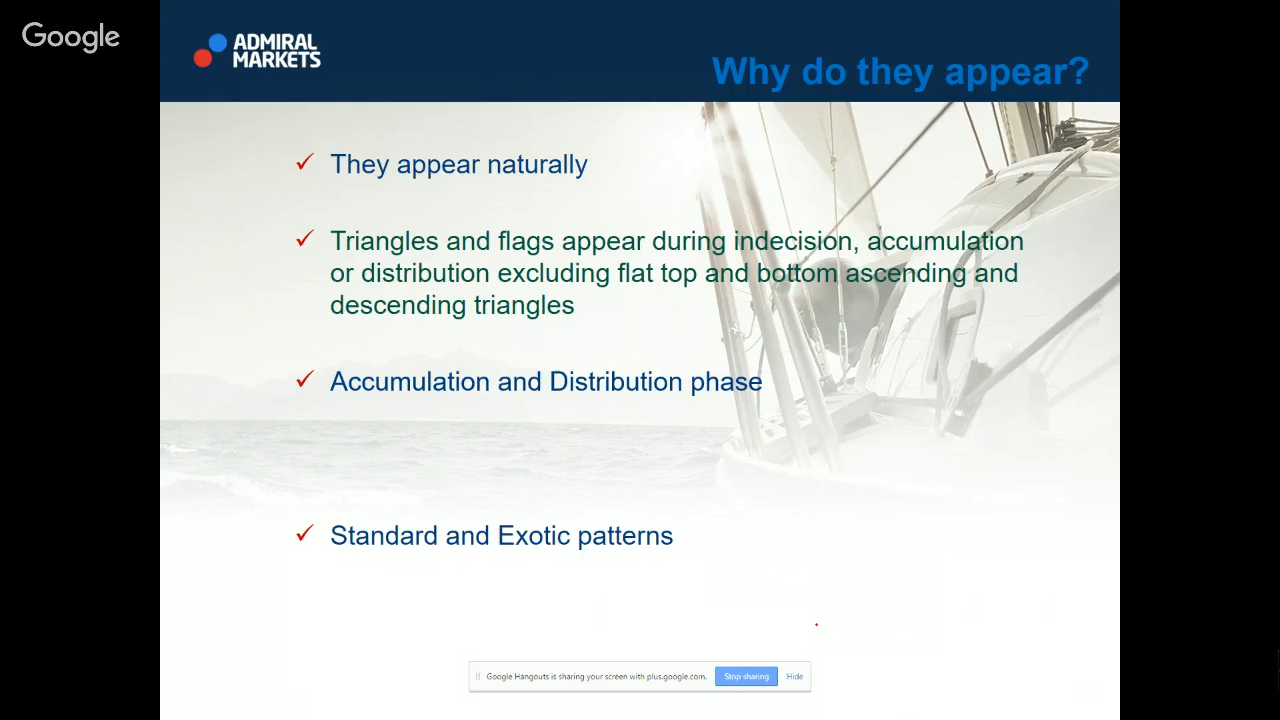 Google
ADMIRAL
MARKETS
Why do they appear?
They appear naturally
Triangles and flags appear during indecision, accumulation
or distribution excluding flat top and bottom ascending and
descending triangles
Accumulation and Distribution phase
Standard and Exotic patterns
Google Hangouts is sharing your screen with plus.google.com. Stop sharing Hide